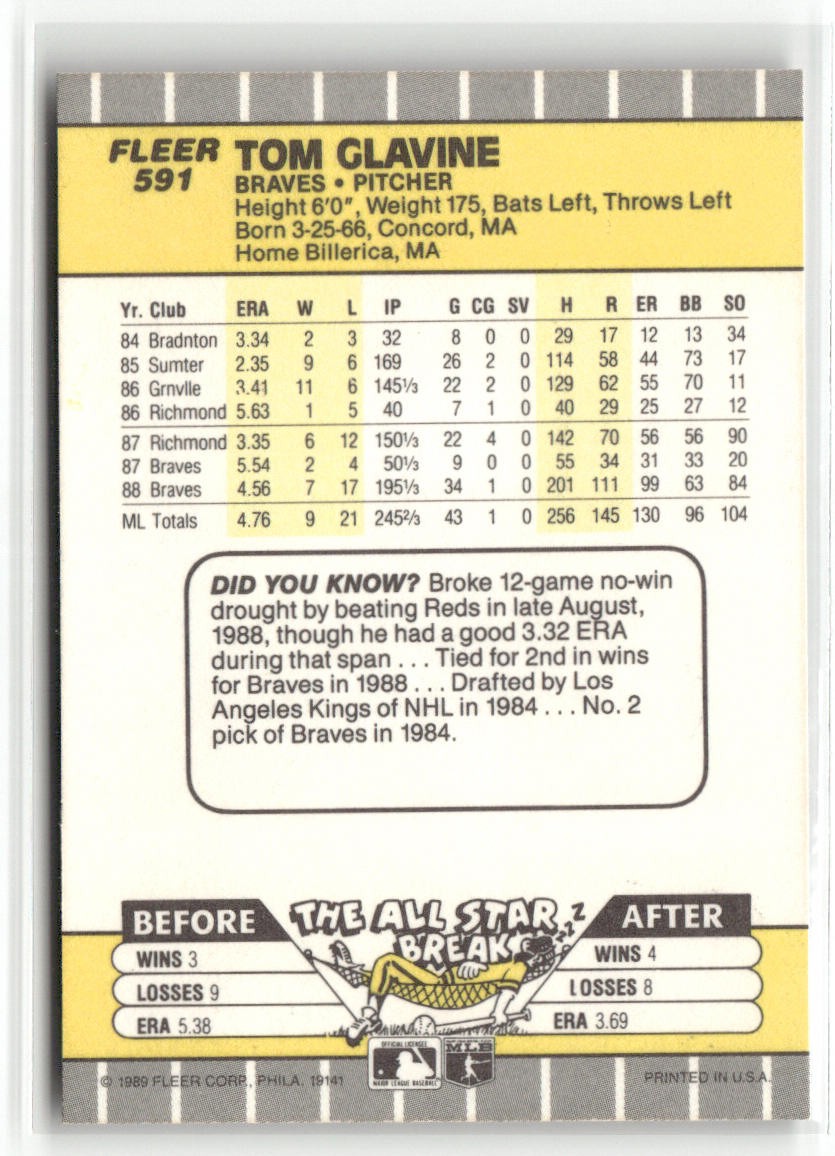 FLEER
591
TOM GLAVINE
BRAVES • PITCHER
Height 6'0", Weight 175, Bats Left, Throws Left
Born 3-25-66, Concord, MA
Home Billerica, MA
Yr. Club ERA W L IP G CG SV H R ER BB SO
84 Bradnton 3.34 2 3 32 8 0 0 29 17 12 13 34
85 Sumter 2.35 9 6 169 26 2 0 114 58 44 73 17
86 Grnvlle 3.41 11 6 145⅓ 22 2 0 129 62 55 70 11
86 Richmond 5.63 1 5 40 7 1 0 40 29 25 27 12
87 Richmond 3.35 6 12 150⅓ 22 4 0 142 70 56 56 90
87 Braves 5.54 2 4 50⅓ 9 0 0 55 34 31 33 20
88 Braves 4.56 7 17 195⅓ 34 1 0 201 111 99 63 84
ML Totals 4.76 9 21 245⅔ 43 1 0 256 145 130 96 104
DID YOU KNOW? Broke 12-game no-win
drought by beating Reds in late August,
1988, though he had a good 3.32 ERA
during that span . . . Tied for 2nd in wins
for Braves in 1988 . . . Drafted by Los
Angeles Kings of NHL in 1984 . . . No. 2
pick of Braves in 1984.
BEFORE
THE ALL STAR
BREAK
ZZZ
AFTER
WINS 3
LOSSES 9
ERA 5.38
WINS 4
LOSSES 8
ERA 3.69
OFFICIAL LICENSEE
MAJOR LEAGUE BASEBALL
MLB
© 1989 FLEER CORP., PHILA. 19141
PRINTED IN U.S.A.